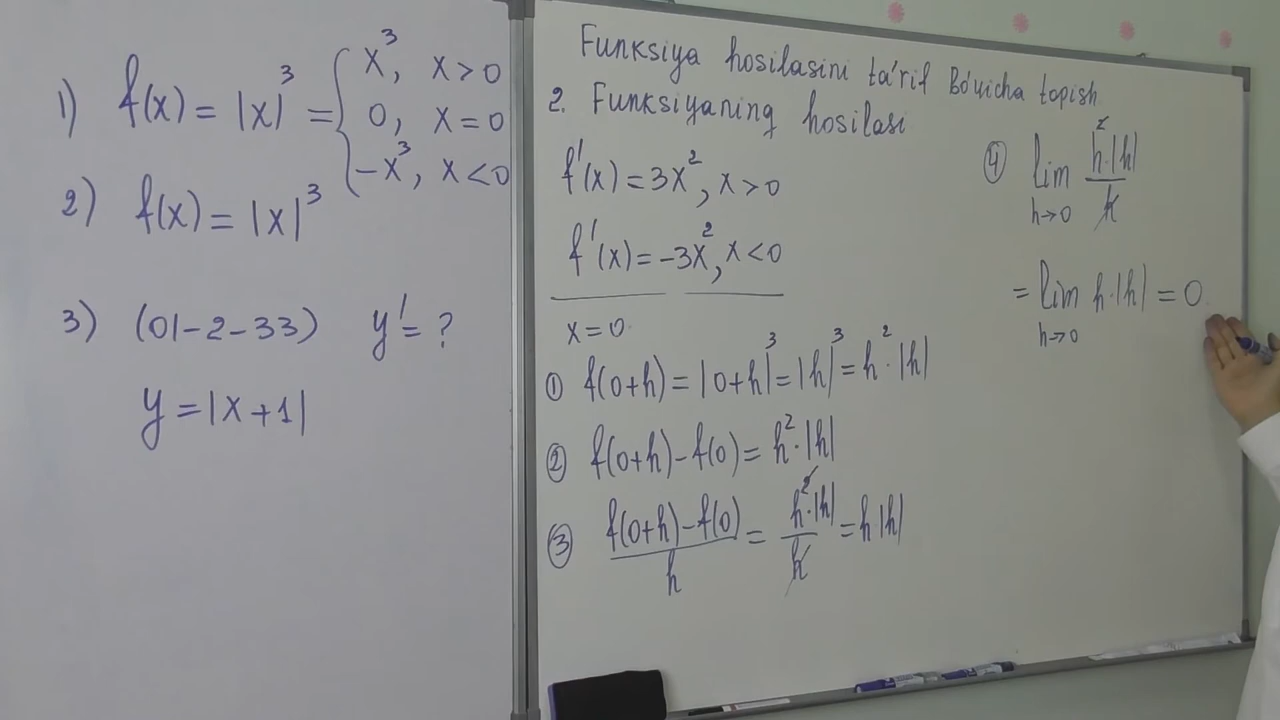 1) f(x) = |x|³ = { x³, x > 0
0, x = 0
-x³, x < 0
2) f(x) = |x|³
3) (01-2-33) y' = ?
y = |x+1|
Funksiya hosilasini ta'rif Bo'yicha topish
2. Funksiyaning hosilasi
f'(x) = 3x², x > 0
f'(x) = -3x², x < 0
x = 0
① f(0+h) = |0+h|³ = |h|³ = h²·|h|
② f(0+h) - f(0) = h²·|h|
③ (f(0+h) - f(0))/h = h²·|h|/h = h|h|
④ lim h→0 h²·|h|/h
= lim h→0 h·|h| = 0